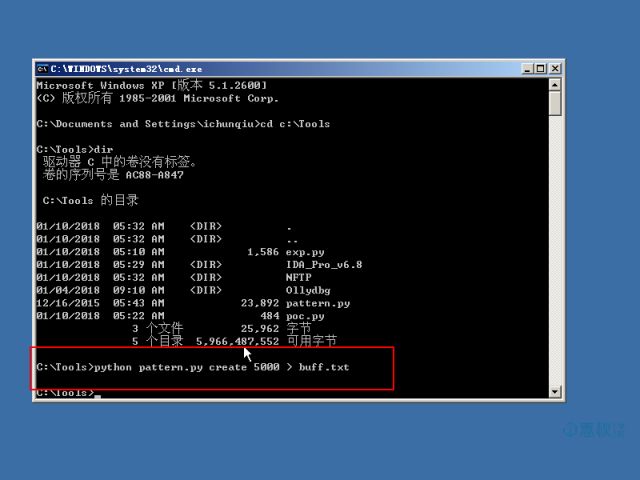 C:\WINDOWS\system32\cmd.exe
Microsoft Windows XP [版本 5.1.2600]
<C> 版权所有 1985-2001 Microsoft Corp.
C:\Documents and Settings\ichunqiu>cd c:\Tools
C:\Tools>dir
驱动器 C 中的卷没有标签。
卷的序列号是 AC88-A847
C:\Tools 的目录
01/10/2018 05:32 AM <DIR> .
01/10/2018 05:32 AM <DIR> ..
01/10/2018 05:10 AM 1,586 exp.py
01/10/2018 05:29 AM <DIR> IDA_Pro_v6.8
01/10/2018 05:32 AM <DIR> NFTP
01/04/2018 09:10 AM <DIR> Ollydbg
12/16/2015 05:43 AM 23,892 pattern.py
01/10/2018 05:22 AM 484 poc.py
3 个文件 25,962 字节
5 个目录 5,966,487,552 可用字节
C:\Tools>python pattern.py create 5000 > buff.txt
C:\Tools>_